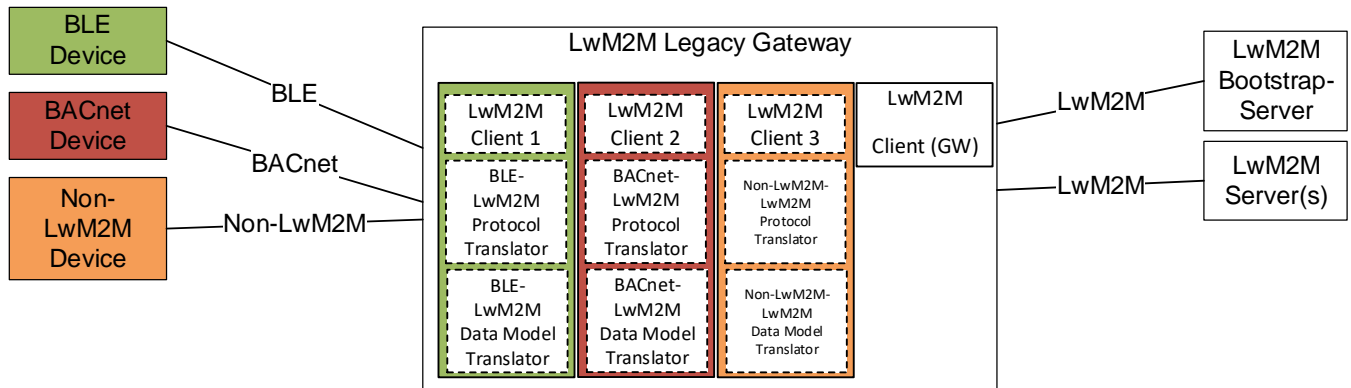 BLE
Device
BACnet
Device
Non-
LwM2M
Device
BLE
BACnet
Non-LwM2M
LwM2M Legacy Gateway
LwM2M
Client 1
BLE-
LwM2M
Protocol
Translator
BLE-
LwM2M
Data Model
Translator
LwM2M
Client 2
BACnet-
LwM2M
Protocol
Translator
BACnet-
LwM2M
Data Model
Translator
LwM2M
Client 3
Non-LwM2M-
LwM2M
Protocol
Translator
Non-LwM2M-
LwM2M
Data Model
Translator
LwM2M
Client (GW)
LwM2M
LwM2M
LwM2M
Bootstrap-
Server
LwM2M
Server(s)